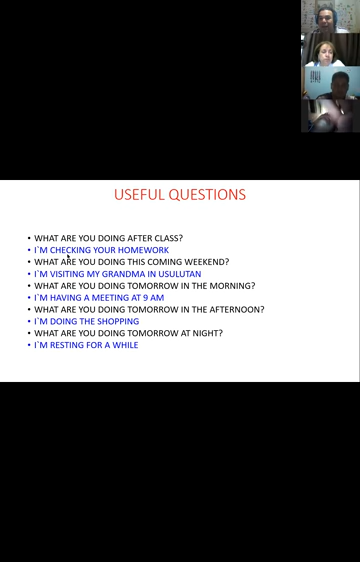 USEFUL QUESTIONS
• WHAT ARE YOU DOING AFTER CLASS?
• I`M CHECKING YOUR HOMEWORK
• WHAT ARE YOU DOING THIS COMING WEEKEND?
• I`M VISITING MY GRANDMA IN USULUTAN
• WHAT ARE YOU DOING TOMORROW IN THE MORNING?
• I`M HAVING A MEETING AT 9 AM
• WHAT ARE YOU DOING TOMORROW IN THE AFTERNOON?
• I`M DOING THE SHOPPING
• WHAT ARE YOU DOING TOMORROW AT NIGHT?
• I`M RESTING FOR A WHILE